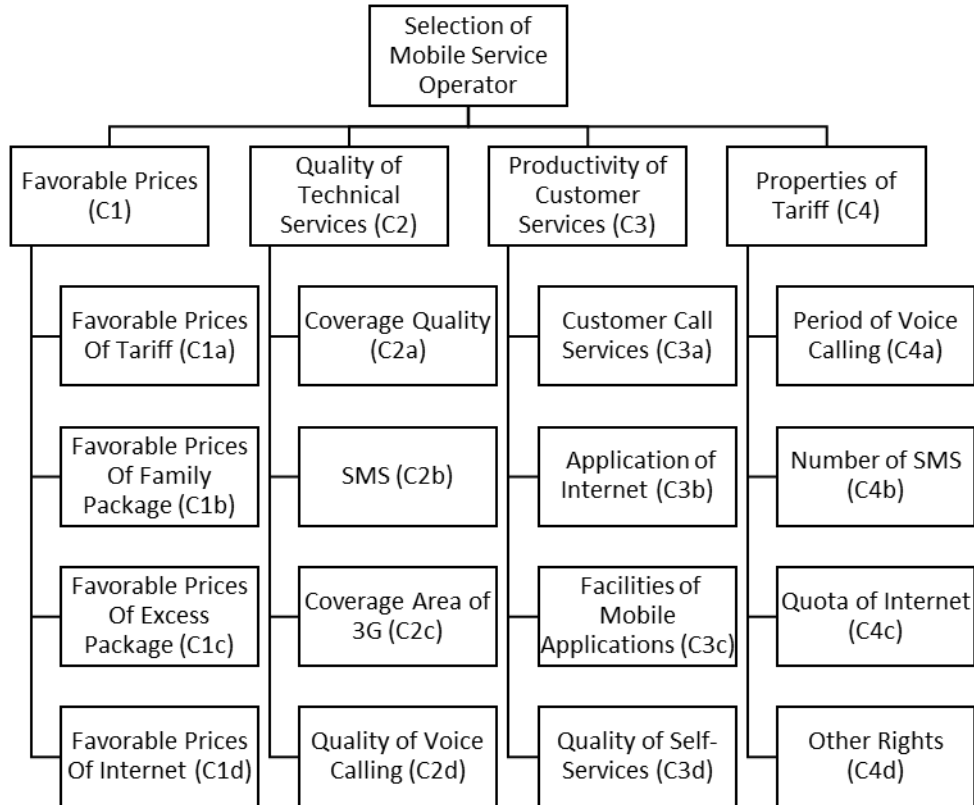 Selection of
Mobile Service
Operator
Favorable Prices
(C1)
Quality of
Technical
Services (C2)
Productivity of
Customer
Services (C3)
Properties of
Tariff (C4)
Favorable Prices
Of Tariff (C1a)
Coverage Quality
(C2a)
Customer Call
Services (C3a)
Period of Voice
Calling (C4a)
Favorable Prices
Of Family
Package (C1b)
SMS (C2b)
Application of
Internet (C3b)
Number of SMS
(C4b)
Favorable Prices
Of Excess
Package (C1c)
Coverage Area of
3G (C2c)
Facilities of
Mobile
Applications (C3c)
Quota of Internet
(C4c)
Favorable Prices
Of Internet (C1d)
Quality of Voice
Calling (C2d)
Quality of Self-
Services (C3d)
Other Rights
(C4d)